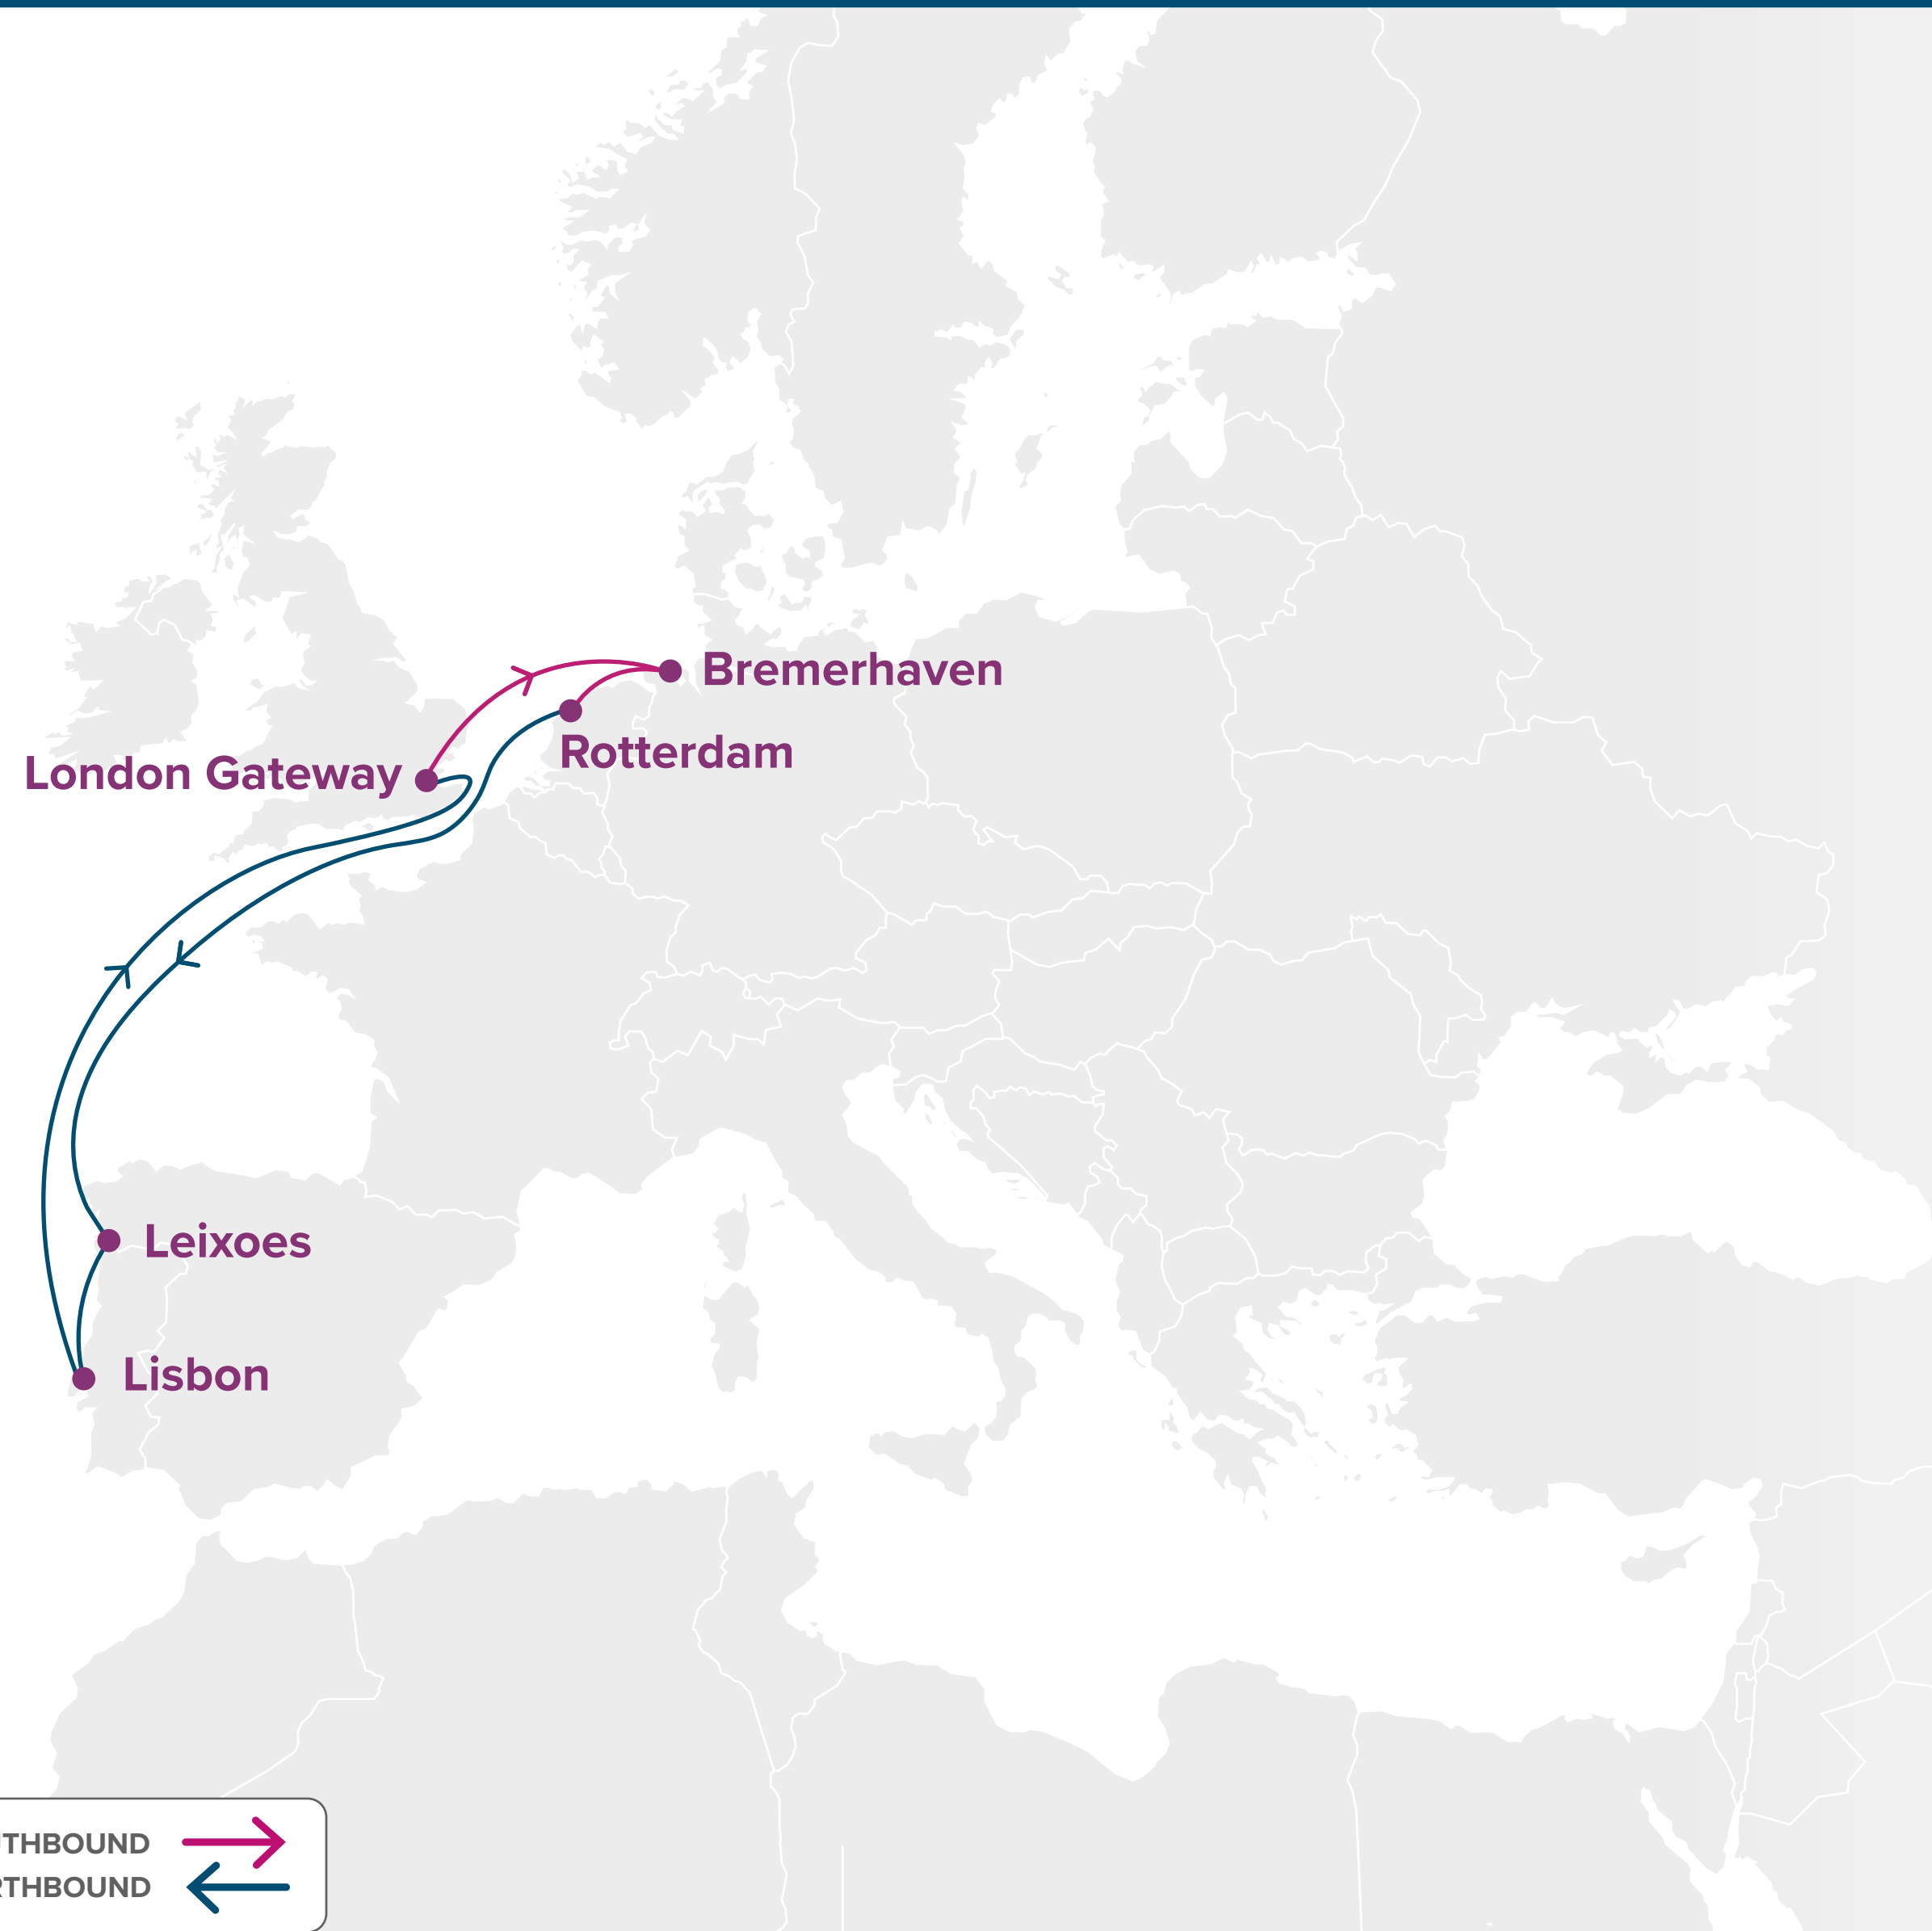 Bremerhaven
Rotterdam
London Gateway
Leixoes
Lisbon
THBOUND
RTHBOUND